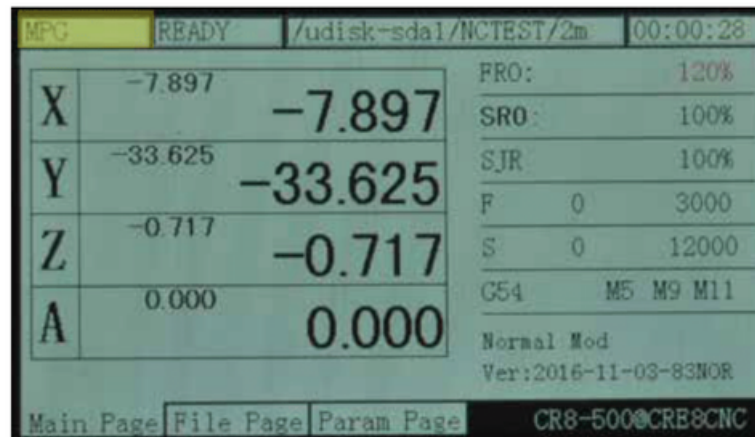 MPG READY /udisk-sda1/NCTEST/2m 00:00:28
X -7.897 -7.897
Y -33.625 -33.625
Z -0.717 -0.717
A 0.000 0.000
FRO: 120%
SRO: 100%
SJR 100%
F 0 3000
S 0 12000
G54 M5 M9 M11
Normal Mod
Ver:2016-11-03-83NOR
Main Page File Page Param Page CR8-500@CRE8CNC